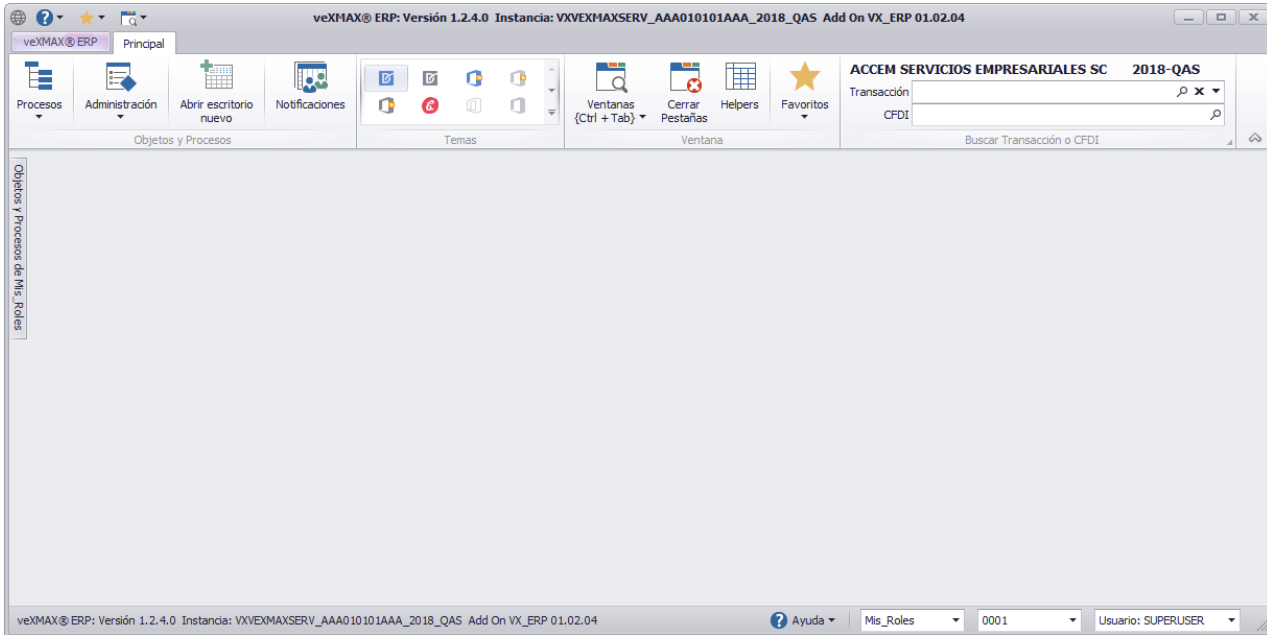 veXMAX® ERP: Versión 1.2.4.0 Instancia: VXVEXMAXSERV_AAA010101AAA_2018_QAS Add On VX_ERP 01.02.04
veXMAX® ERP Principal
Procesos
Administración
Abrir escritorio
nuevo
Notificaciones
Objetos y Procesos
Temas
Ventanas
{Ctrl + Tab}
Cerrar
Pestañas
Helpers
Favoritos
Ventana
ACCEM SERVICIOS EMPRESARIALES SC 2018-QAS
Transacción
CFDI
Buscar Transacción o CFDI
Objetos y Procesos de Mis_Roles
veXMAX® ERP: Versión 1.2.4.0 Instancia: VXVEXMAXSERV_AAA010101AAA_2018_QAS Add On VX_ERP 01.02.04
Ayuda
Mis_Roles
0001
Usuario: SUPERUSER